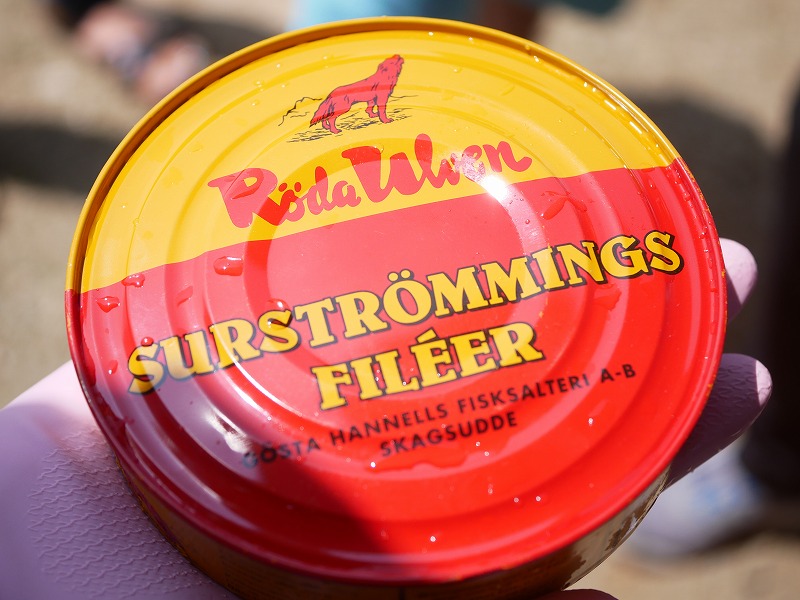 Röda Ulven
SURSTRÖMMINGS
FILÉER
GÖSTA HANNELLS FISKSALTERI A-B
SKAGSUDDE